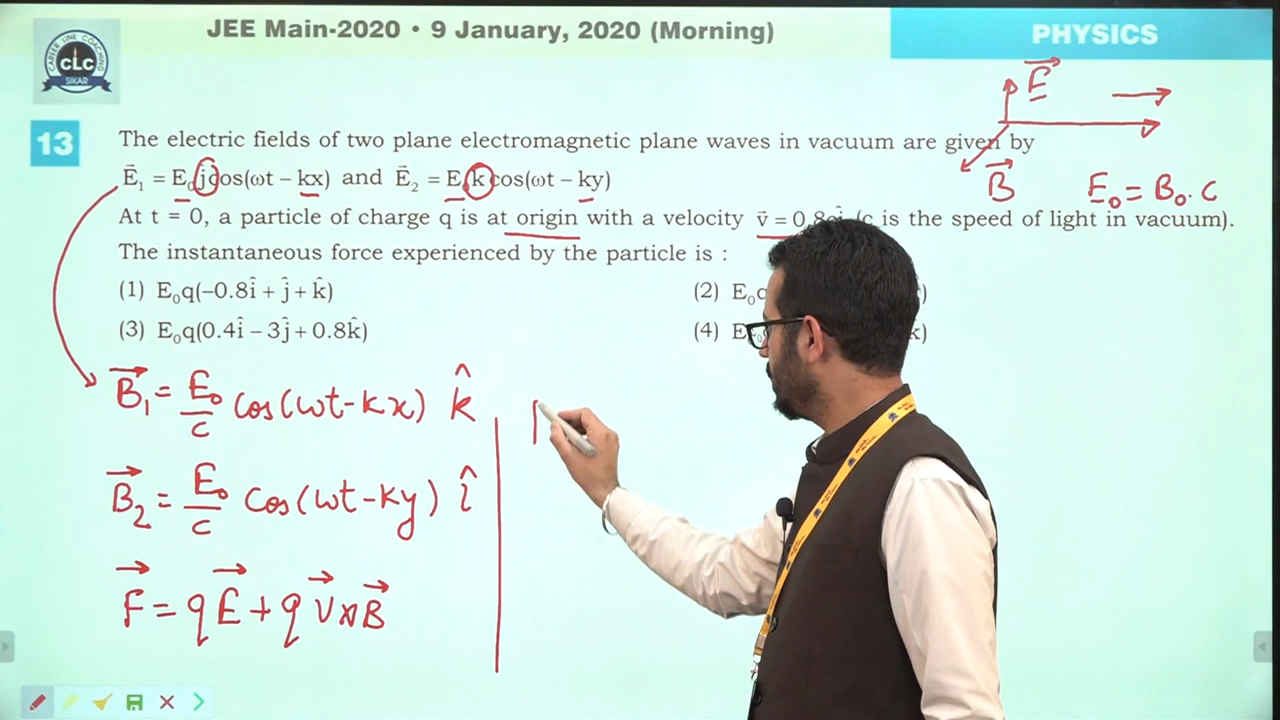 JEE Main-2020 • 9 January, 2020 (Morning)
PHYSICS
CAREER LINE COACHING
CLC
SIKAR
13
The electric fields of two plane electromagnetic plane waves in vacuum are given by
E⃗₁ = E₀ĵcos(ωt − kx) and E⃗₂ = E₀k̂cos(ωt − ky)
At t = 0, a particle of charge q is at origin with a velocity v⃗ = 0.8cĵ (c is the speed of light in vacuum).
The instantaneous force experienced by the particle is :
(1) E₀q(−0.8î + ĵ + k̂)
(2) E₀q
(3) E₀q(0.4î − 3ĵ + 0.8k̂)
(4) k̂)
E⃗
B⃗
E₀ = B₀.c
B⃗₁ = E₀/c cos(ωt − kx) k̂
B⃗₂ = E₀/c cos(ωt − ky) î
F⃗ = qE⃗ + q v⃗ × B⃗